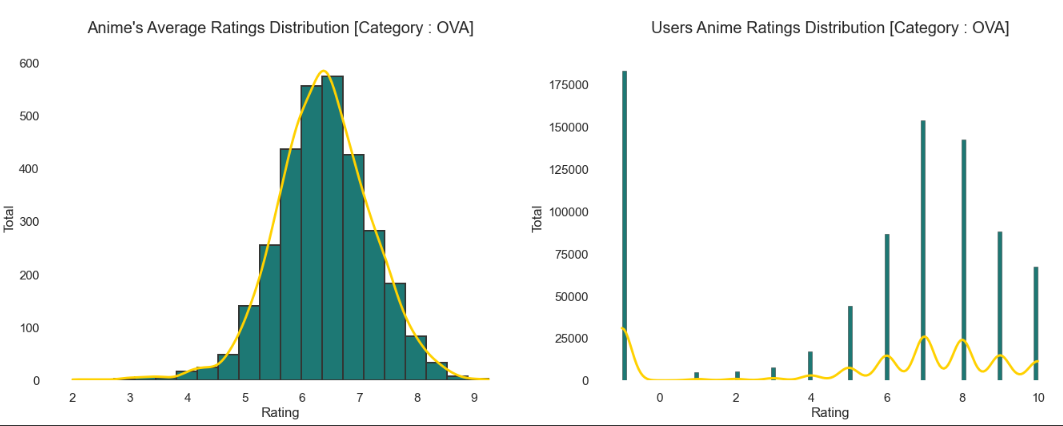 Anime's Average Ratings Distribution [Category : OVA]
600
500
400
300
200
100
0
Total
2 3 4 5 6 7 8 9
Rating
Users Anime Ratings Distribution [Category : OVA]
175000
150000
125000
100000
75000
50000
25000
0
Total
0 2 4 6 8 10
Rating